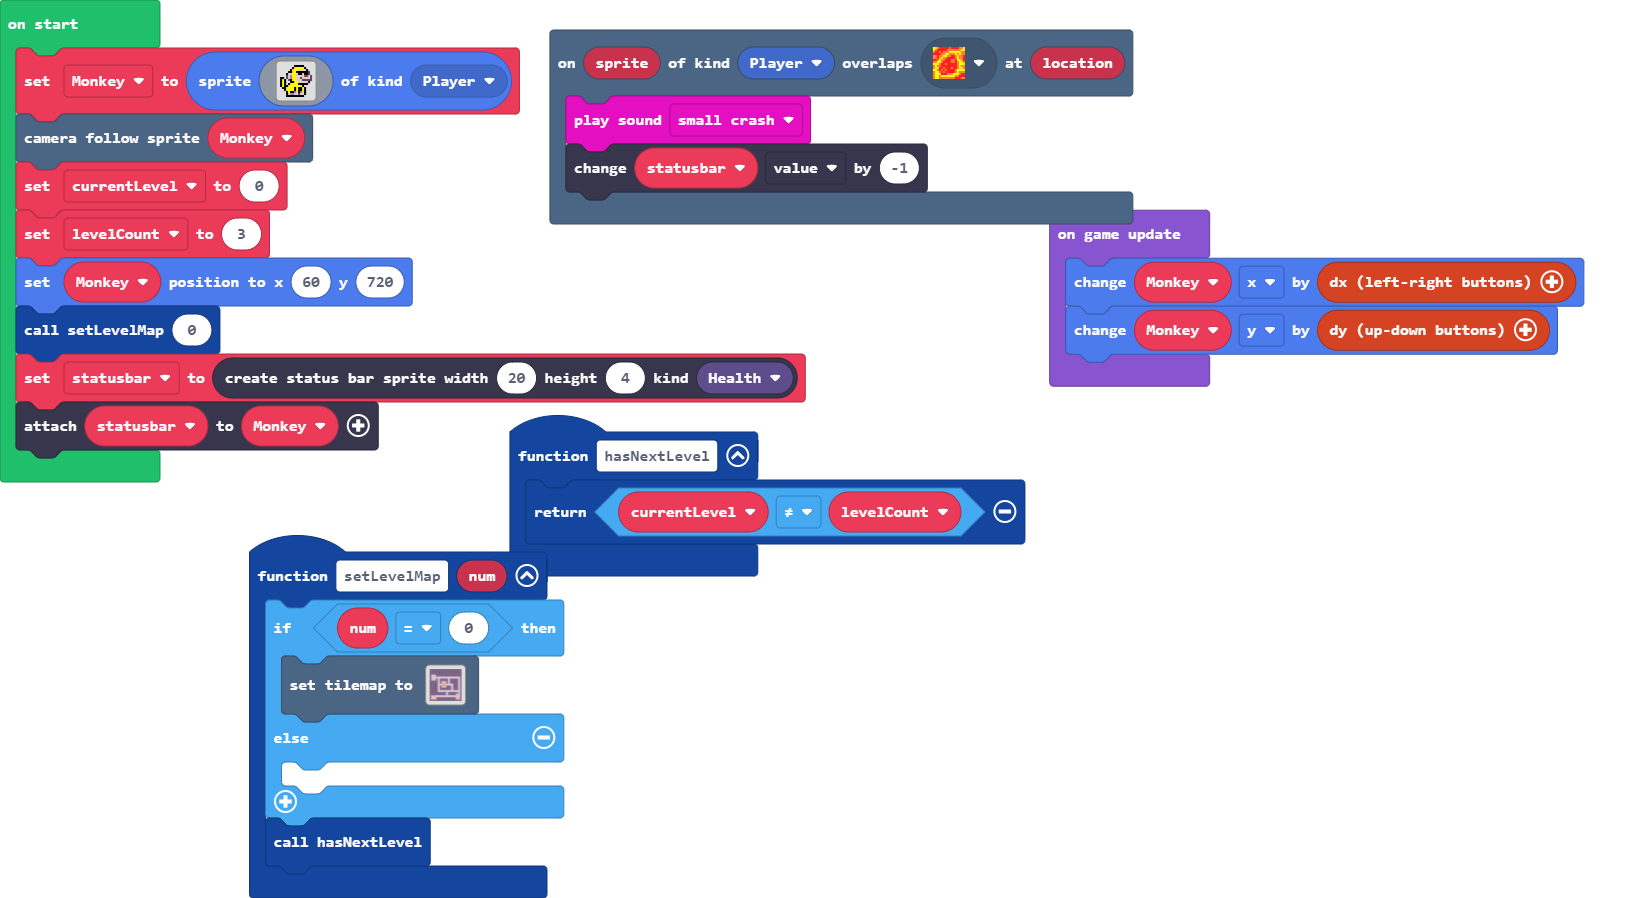 on start
set Monkey to sprite of kind Player
camera follow sprite Monkey
set currentLevel to 0
set levelCount to 3
set Monkey position to x 60 y 720
call setLevelMap 0
set statusbar to create status bar sprite width 20 height 4 kind Health
attach statusbar to Monkey
on sprite of kind Player overlaps at location
play sound small crash
change statusbar value by -1
on game update
change Monkey x by dx (left-right buttons)
change Monkey y by dy (up-down buttons)
function hasNextLevel
return currentLevel ≠ levelCount
function setLevelMap num
if num = 0 then
set tilemap to
else
call hasNextLevel